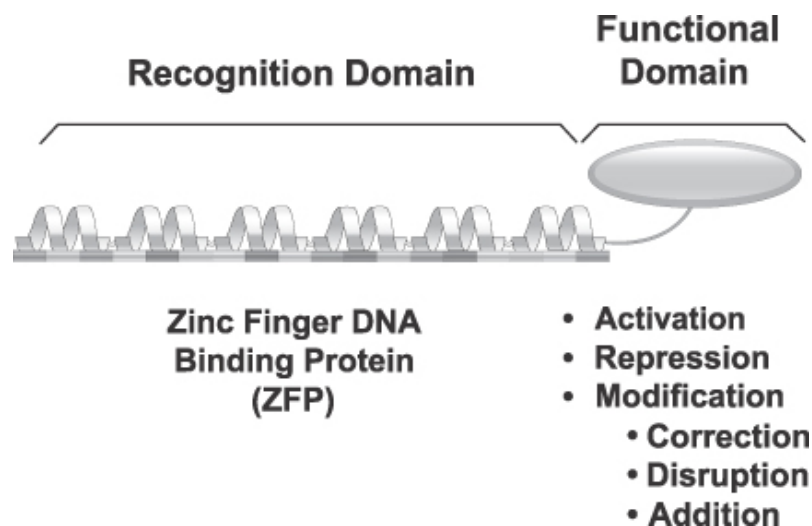 Recognition Domain
Functional
Domain
Zinc Finger DNA
Binding Protein
(ZFP)
• Activation
• Repression
• Modification
• Correction
• Disruption
• Addition